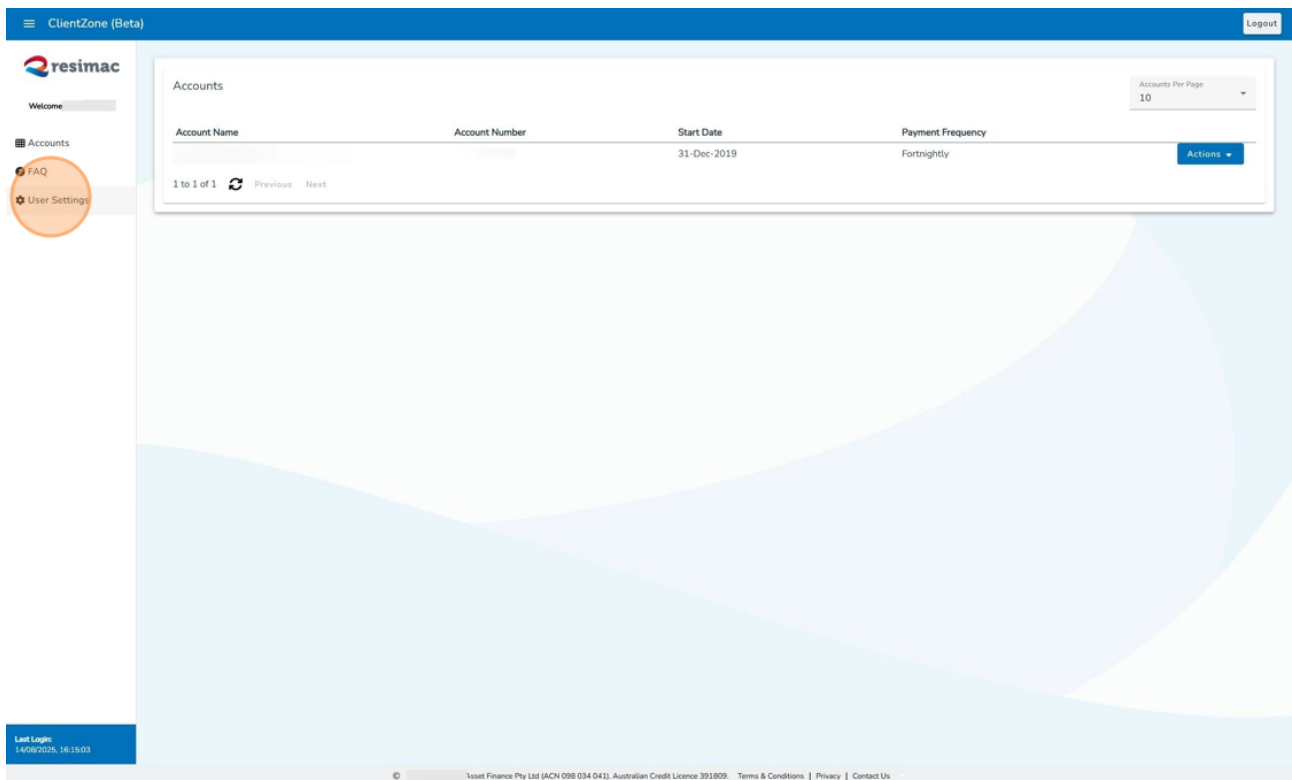 ClientZone (Beta)
Logout
resimac
Welcome
Accounts
FAQ
User Settings
Accounts
Accounts Per Page
10
Account Name Account Number Start Date Payment Frequency
31-Dec-2019 Fortnightly Actions
1 to 1 of 1 Previous Next
Last Login:
14/08/2025, 16:15:03
© Asset Finance Pty Ltd (ACN 098 034 041). Australian Credit Licence 391809. Terms & Conditions | Privacy | Contact Us